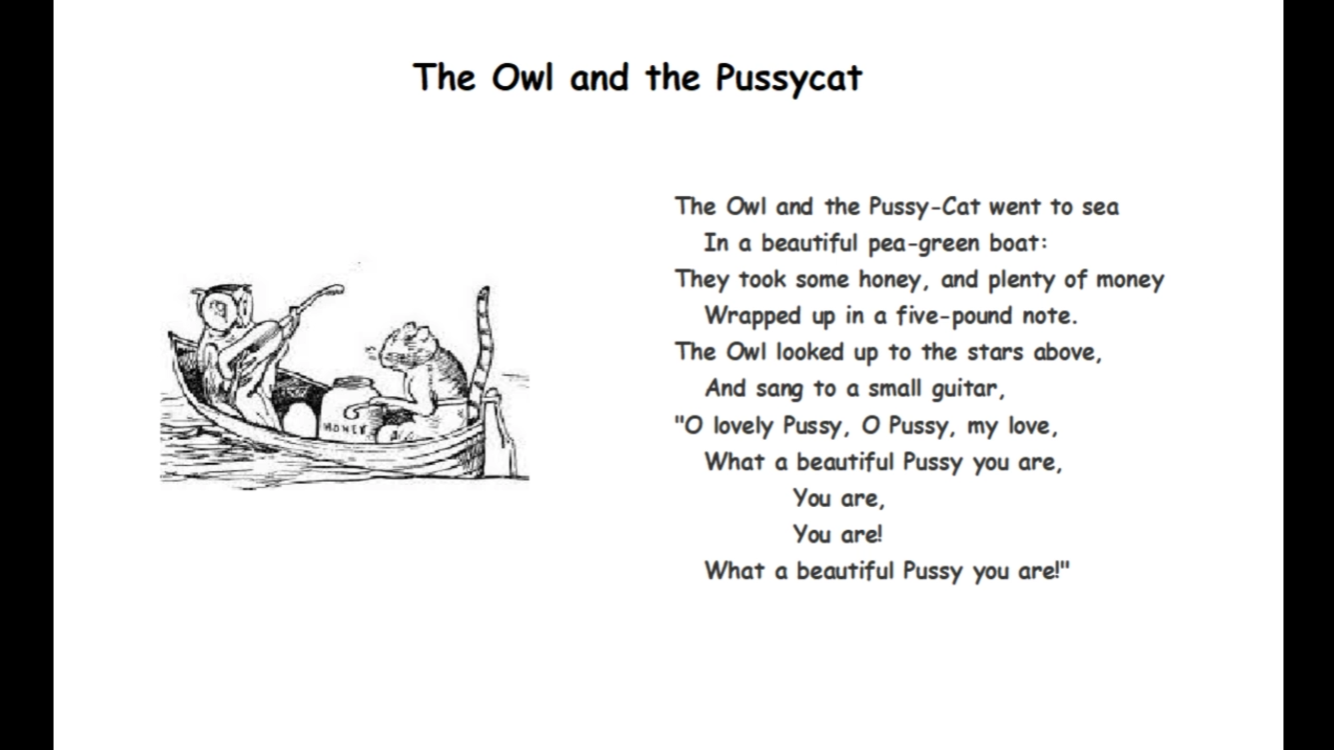 The Owl and the Pussycat
The Owl and the Pussy-Cat went to sea
In a beautiful pea-green boat:
They took some honey, and plenty of money
Wrapped up in a five-pound note.
The Owl looked up to the stars above,
And sang to a small guitar,
"O lovely Pussy, O Pussy, my love,
What a beautiful Pussy you are,
You are,
You are!
What a beautiful Pussy you are!"
HONEY